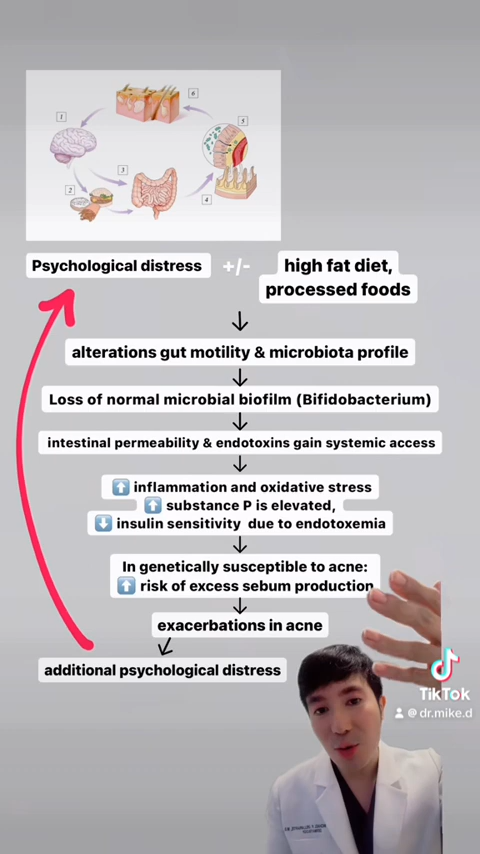 6
1
5
3
2
4
Psychological distress +/- high fat diet,
processed foods
alterations gut motility & microbiota profile
Loss of normal microbial biofilm (Bifidobacterium)
intestinal permeability & endotoxins gain systemic access
⬆️ inflammation and oxidative stress
⬆️ substance P is elevated,
⬇️ insulin sensitivity due to endotoxemia
In genetically susceptible to acne:
⬆️ risk of excess sebum production
exacerbations in acne
additional psychological distress
TikTok
@ dr.mike.d